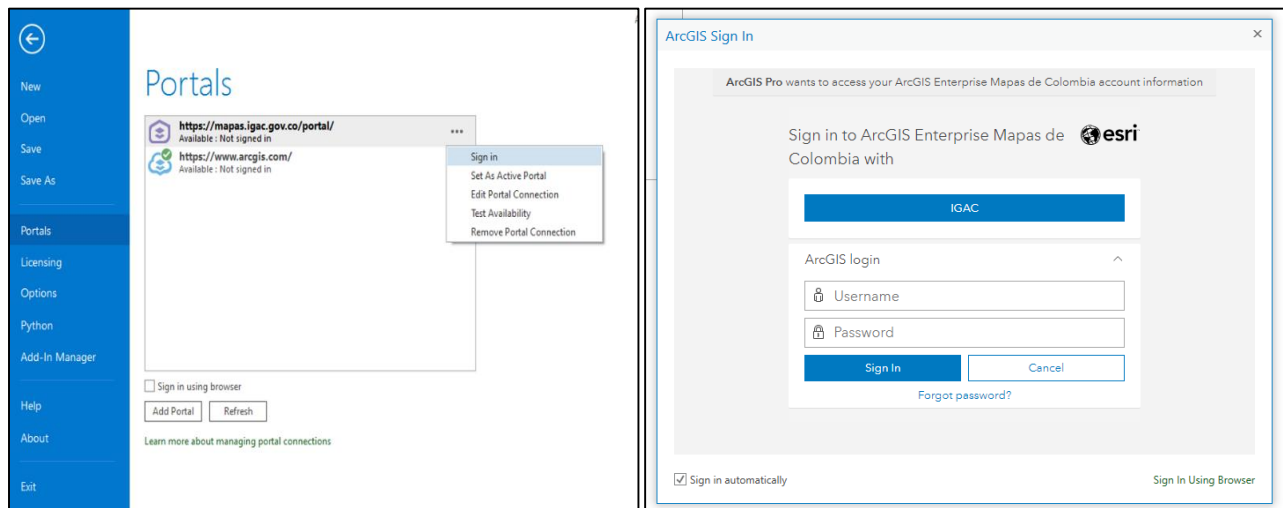 New
Open
Save
Save As
Portals
Licensing
Options
Python
Add-In Manager
Help
About
Exit
Portals
https://mapas.igac.gov.co/portal/
Available : Not signed in
...
https://www.arcgis.com/
Available : Not signed in
Sign in
Set As Active Portal
Edit Portal Connection
Test Availability
Remove Portal Connection
Sign in using browser
Add Portal
Refresh
Learn more about managing portal connections
ArcGIS Sign In
ArcGIS Pro wants to access your ArcGIS Enterprise Mapas de Colombia account information
Sign in to ArcGIS Enterprise Mapas de
Colombia with
esri
IGAC
ArcGIS login
Username
Password
Sign In
Cancel
Forgot password?
Sign in automatically
Sign In Using Browser